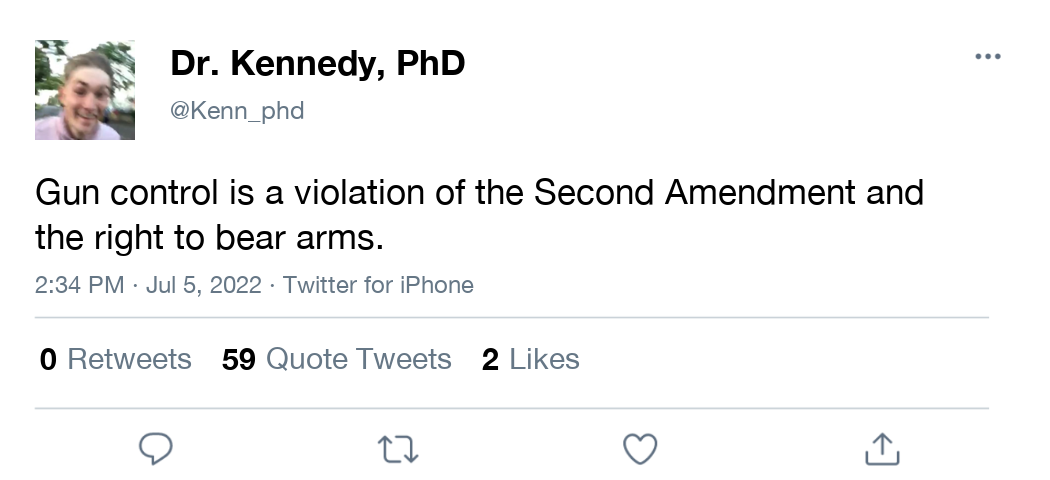 Dr. Kennedy, PhD
@Kenn_phd
Gun control is a violation of the Second Amendment and
the right to bear arms.
2:34 PM · Jul 5, 2022 · Twitter for iPhone
0 Retweets 59 Quote Tweets 2 Likes